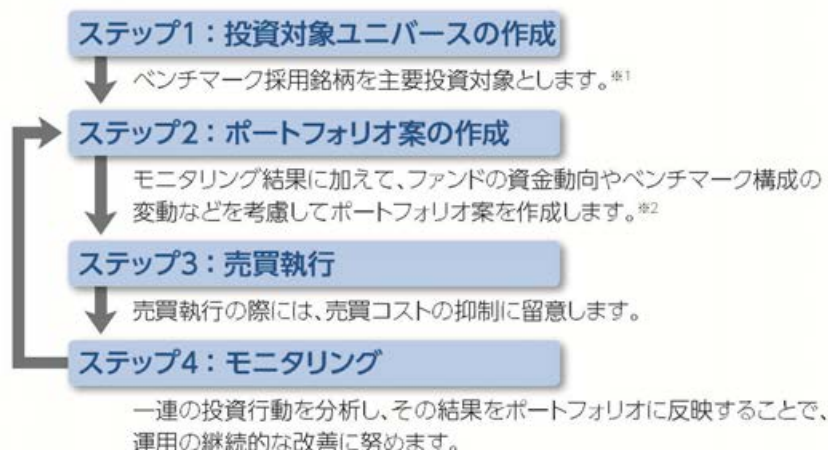 ステップ1：投資対象ユニバースの作成
ベンチマーク採用銘柄を主要投資対象とします。※1
ステップ2：ポートフォリオ案の作成
モニタリング結果に加えて、ファンドの資金動向やベンチマーク構成の
変動などを考慮してポートフォリオ案を作成します。※2
ステップ3：売買執行
売買執行の際には、売買コストの抑制に留意します。
ステップ4：モニタリング
一連の投資行動を分析し、その結果をポートフォリオに反映することで、
運用の継続的な改善に努めます。